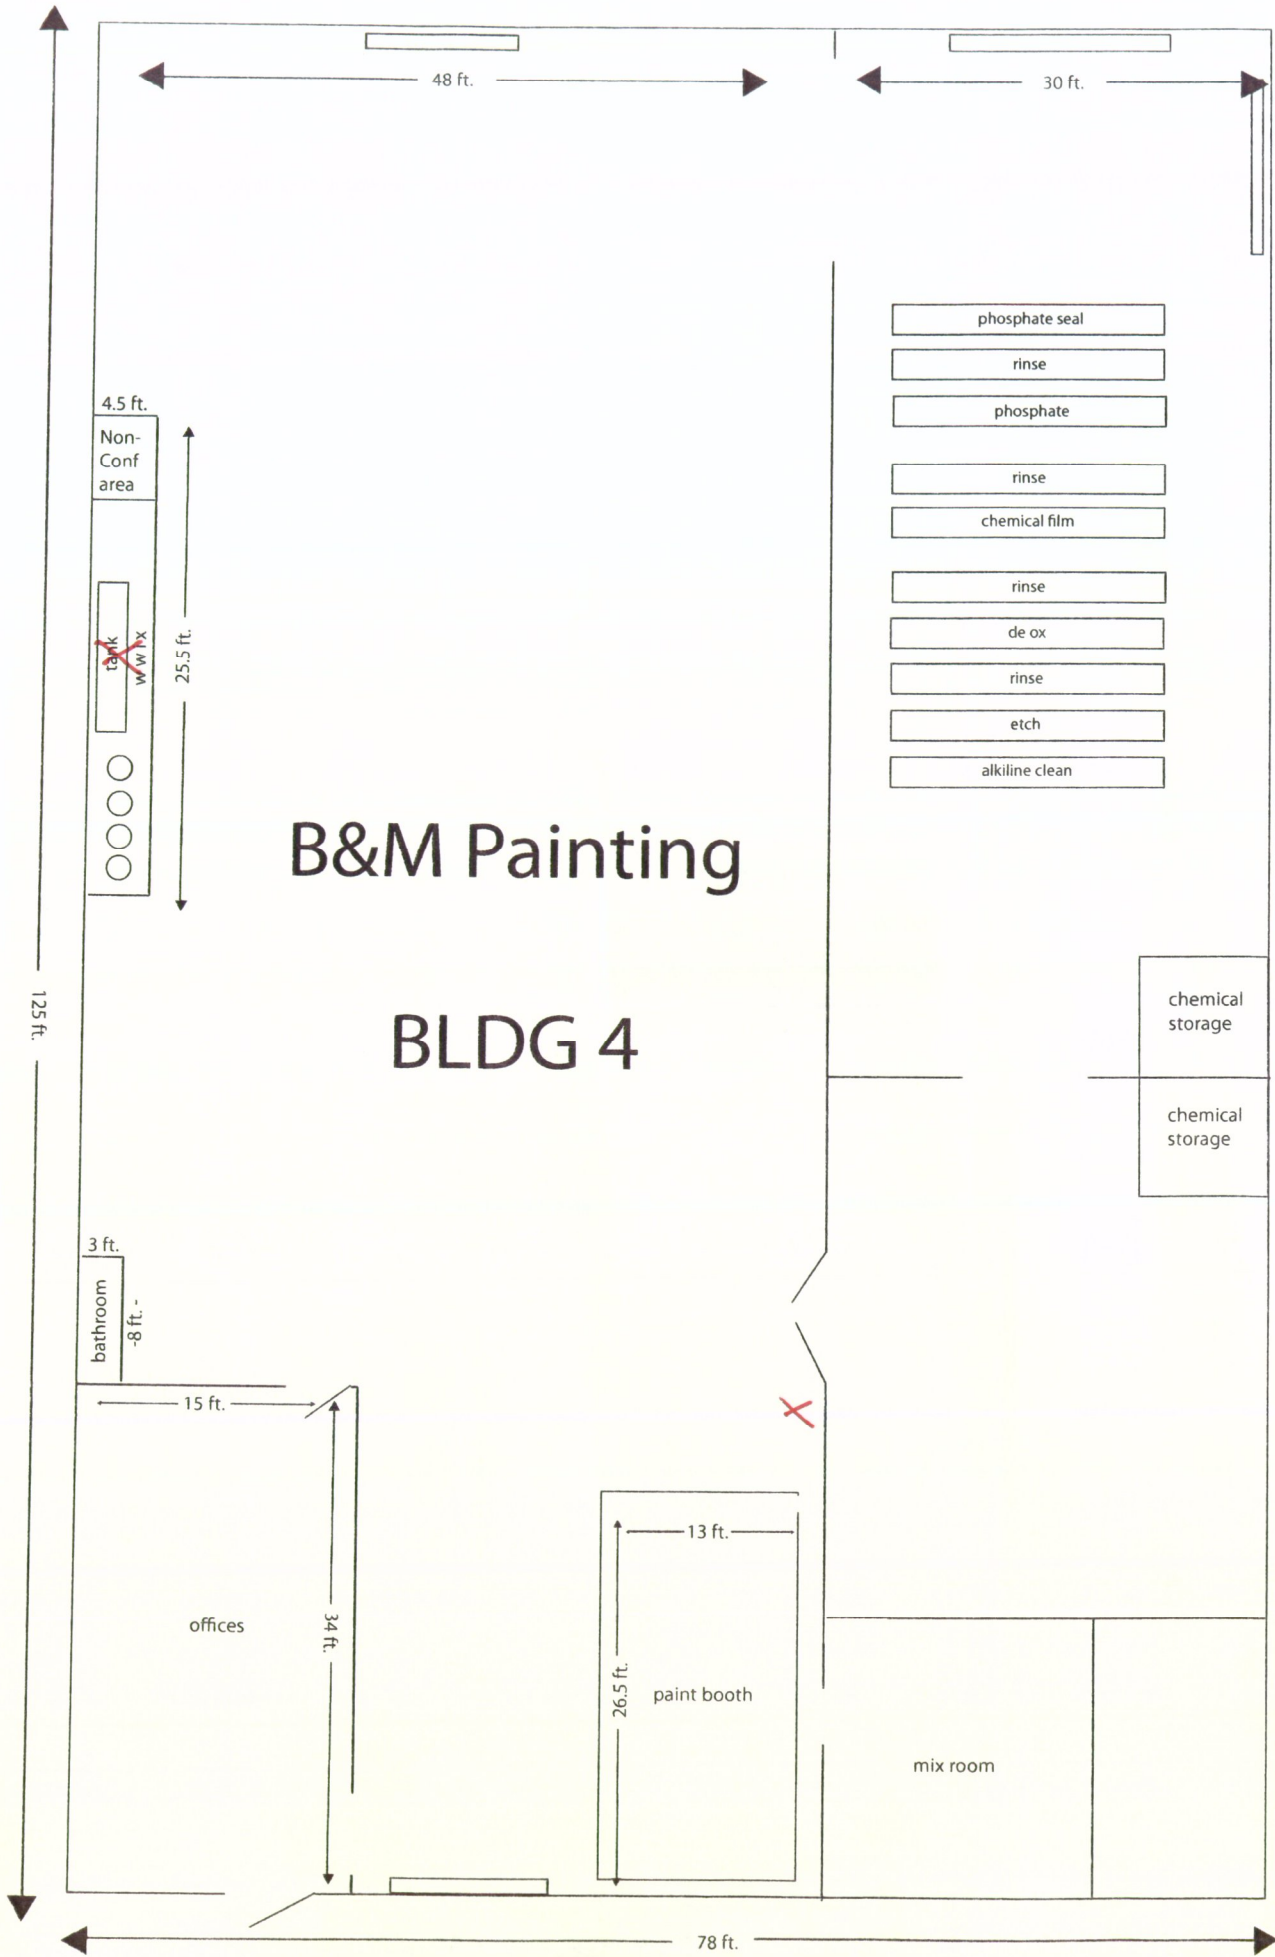 48 ft.
30 ft.
phosphate seal
rinse
phosphate
4.5 ft.
Non-
Conf
area
rinse
chemical film
rinse
de ox
rinse
etch
alkiline clean
tank
25.5 ft.
B&M Painting
BLDG 4
125 ft.
chemical
storage
chemical
storage
3 ft.
bathroom
-8 ft. -
15 ft.
13 ft.
offices
34 ft.
26.5 ft.
paint booth
mix room
78 ft.